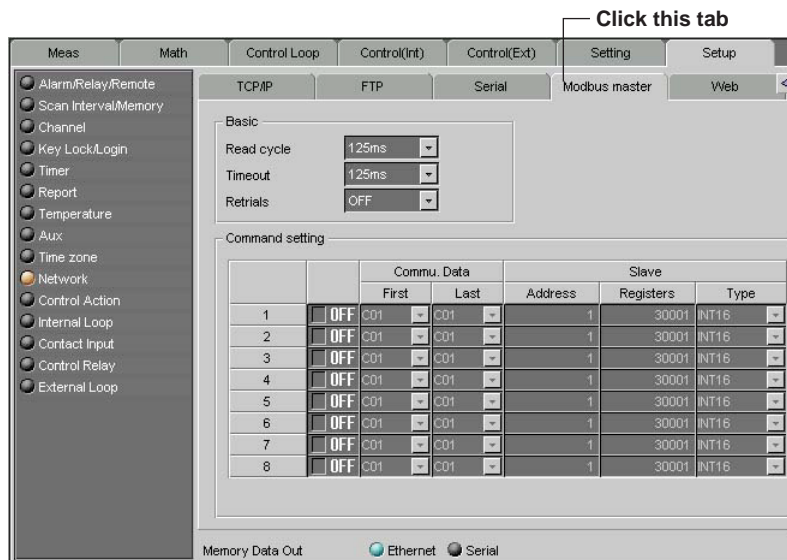 Click this tab
Meas Math Control Loop Control(Int) Control(Ext) Setting Setup
Alarm/Relay/Remote
Scan Interval/Memory
Channel
Key Lock/Login
Timer
Report
Temperature
Aux
Time zone
Network
Control Action
Internal Loop
Contact Input
Control Relay
External Loop
TCP/IP FTP Serial Modbus master Web
Basic
Read cycle 125ms
Timeout 125ms
Retrials OFF
Command setting
Commu. Data Slave
First Last Address Registers Type
1 OFF C01 C01 1 30001 INT16
2 OFF C01 C01 1 30001 INT16
3 OFF C01 C01 1 30001 INT16
4 OFF C01 C01 1 30001 INT16
5 OFF C01 C01 1 30001 INT16
6 OFF C01 C01 1 30001 INT16
7 OFF C01 C01 1 30001 INT16
8 OFF C01 C01 1 30001 INT16
Memory Data Out Ethernet Serial